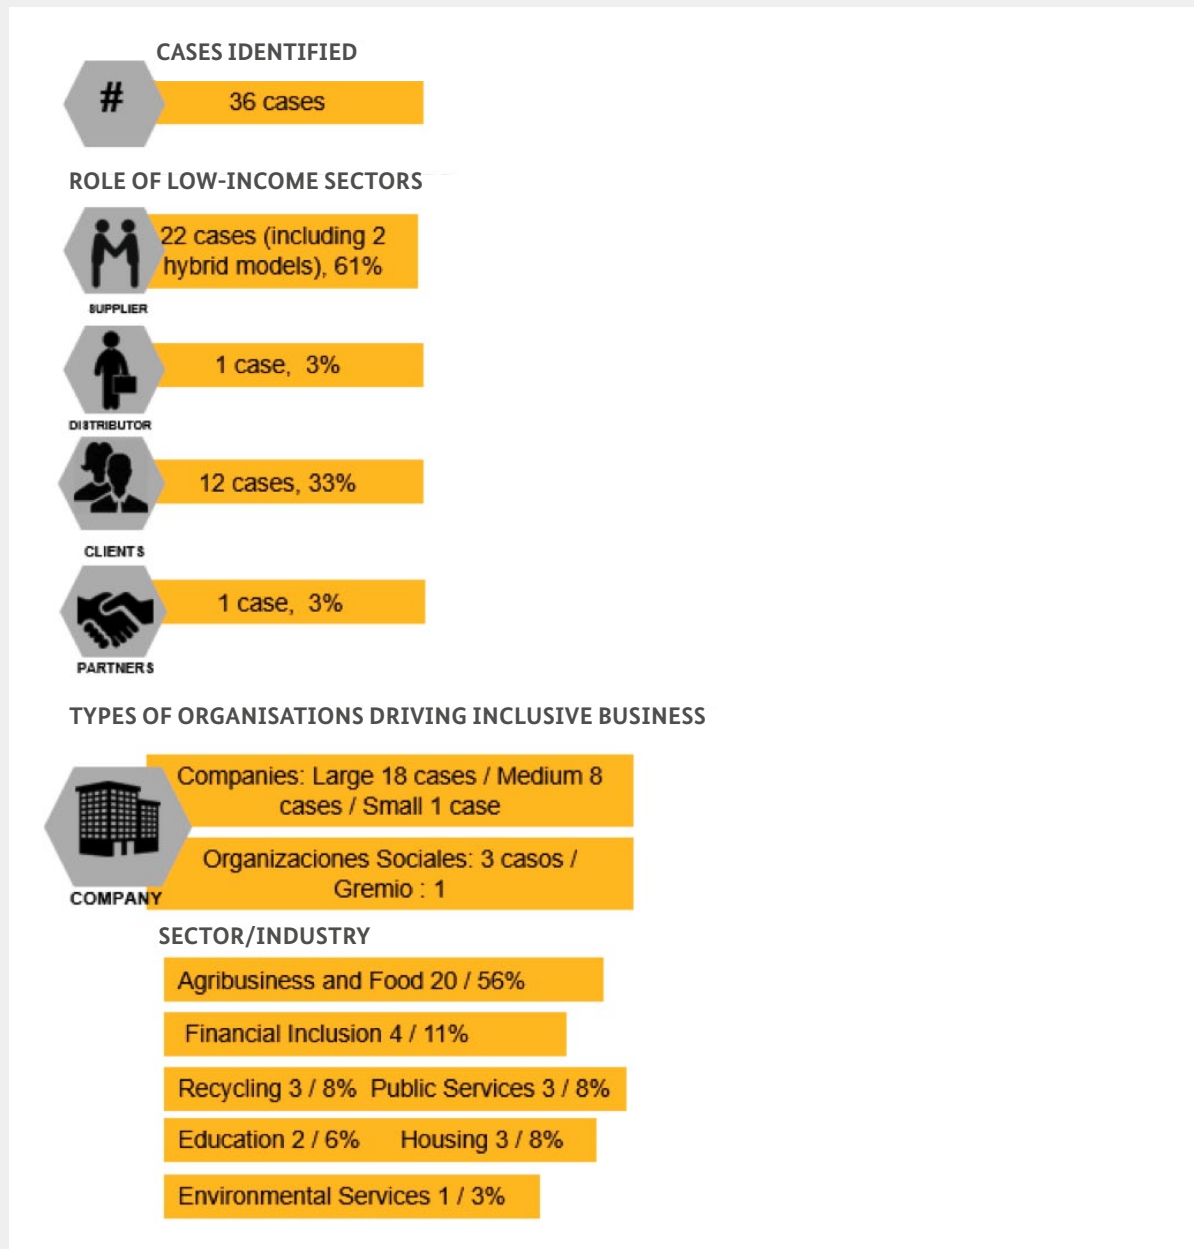 CASES IDENTIFIED
#
36 cases
ROLE OF LOW-INCOME SECTORS
22 cases (including 2
hybrid models), 61%
SUPPLIER
1 case, 3%
DISTRIBUTOR
12 cases, 33%
CLIENTS
1 case, 3%
PARTNERS
TYPES OF ORGANISATIONS DRIVING INCLUSIVE BUSINESS
Companies: Large 18 cases / Medium 8
cases / Small 1 case
Organizaciones Sociales: 3 casos /
Gremio : 1
COMPANY
SECTOR/INDUSTRY
Agribusiness and Food 20 / 56%
Financial Inclusion 4 / 11%
Recycling 3 / 8% Public Services 3 / 8%
Education 2 / 6% Housing 3 / 8%
Environmental Services 1 / 3%